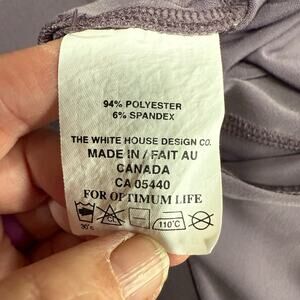 94% POLYESTER
6% SPANDEX
THE WHITE HOUSE DESIGN CO.
MADE IN / FAIT AU
CANADA
CA 05440
FOR OPTIMUM LIFE
30°c 110°C